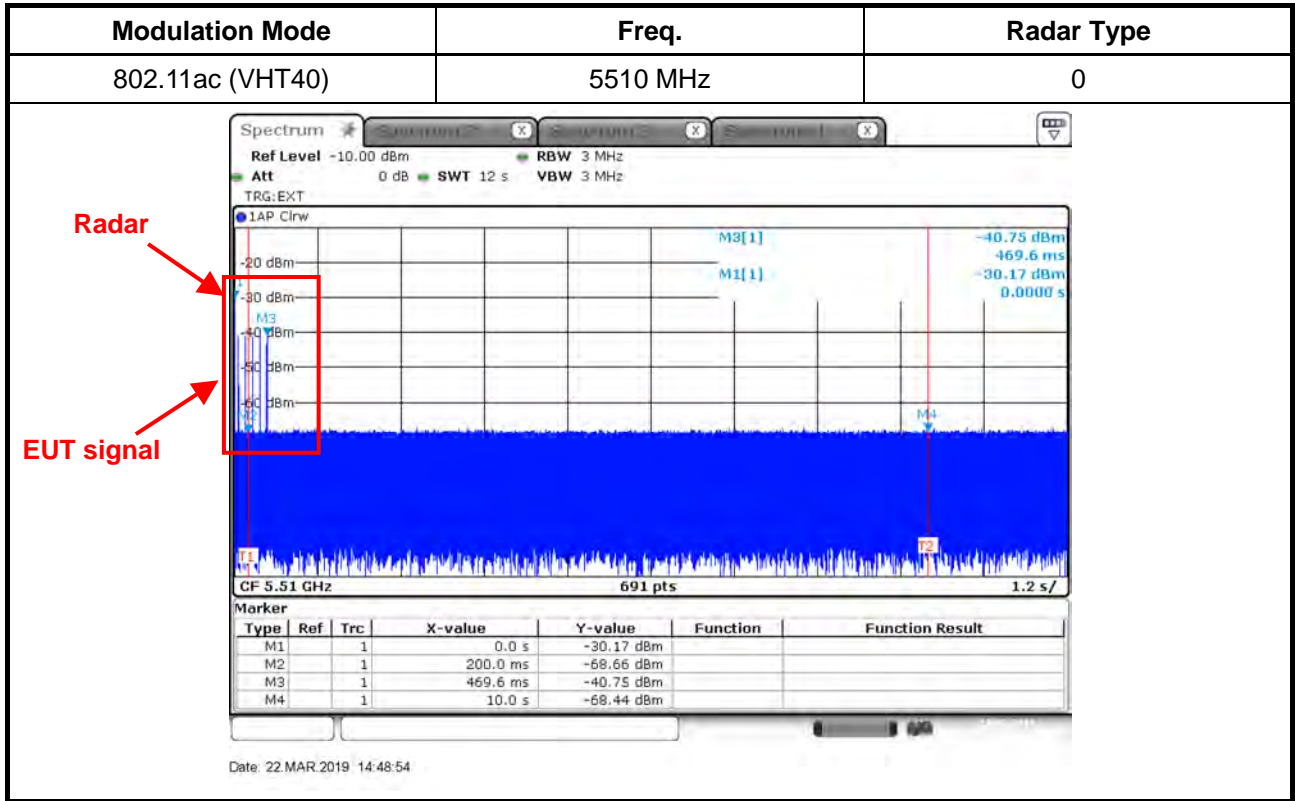 Modulation Mode Freq. Radar Type
802.11ac (VHT40) 5510 MHz 0
Spectrum X X X
Ref Level -10.00 dBm RBW 3 MHz
Att 0 dB SWT 12 s VBW 3 MHz
TRG:EXT
1AP Clrw
Radar
M3[1] -40.75 dBm
469.6 ms
M1[1] -30.17 dBm
0.0000 s
-20 dBm
-30 dBm
M3
-40 dBm
-50 dBm
-60 dBm
M2
M4
EUT signal
T1
T2
CF 5.51 GHz 691 pts 1.2 s/
Marker
Type Ref Trc X-value Y-value Function Function Result
M1 1 0.0 s -30.17 dBm
M2 1 200.0 ms -68.66 dBm
M3 1 469.6 ms -40.75 dBm
M4 1 10.0 s -68.44 dBm
Date: 22.MAR.2019 14:48:54